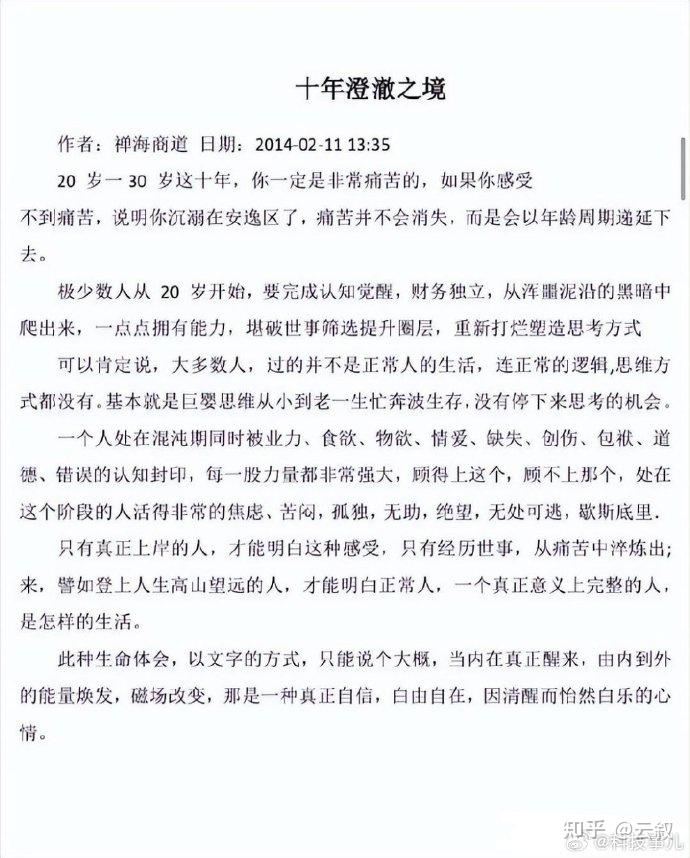 十年澄澈之境
作者：禅海商道 日期：2014-02-11 13:35
20 岁一 30 岁这十年，你一定是非常痛苦的，如果你感受
不到痛苦，说明你沉溺在安逸区了，痛苦并不会消失，而是会以年龄周期递延下
去。
极少数人从 20 岁开始，要完成认知觉醒，财务独立，从浑噩泥沿的黑暗中
爬出来，一点点拥有能力，堪破世事筛选提升圈层，重新打烂塑造思考方式
可以肯定说，大多数人，过的并不是正常人的生活，连正常的逻辑,思维方
式都没有。基本就是巨婴思维从小到老一生忙奔波生存，没有停下来思考的机会。
一个人处在混沌期同时被业力、食欲、物欲、情爱、缺失、创伤、包袱、道
德、错误的认知封印，每一股力量都非常强大，顾得上这个，顾不上那个，处在
这个阶段的人活得非常的焦虑、苦闷，孤独，无助，绝望，无处可逃，歇斯底里．
只有真正上岸的人，才能明白这种感受，只有经历世事，从痛苦中淬炼出;
来，譬如登上人生高山望远的人，才能明白正常人，一个真正意义上完整的人，
是怎样的生活。
此种生命体会，以文字的方式，只能说个大概，当内在真正醒来，由内到外
的能量焕发，磁场改变，那是一种真正自信，白由自在，因清醒而怡然白乐的心
情。
知乎 @云叙
@科技事儿